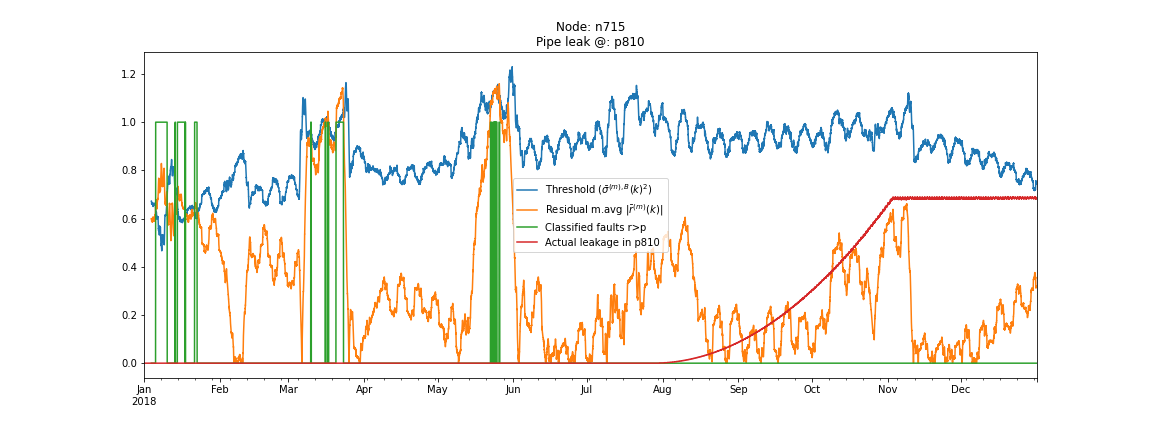 Node: n715
Pipe leak @: p810
1.2
1.0
0.8
0.6
0.4
0.2
0.0
Threshold (σ̄^{(m),B}(k)²)
Residual m.avg |r̄^{(m)}(k)|
Classified faults r>p
Actual leakage in p810
Jan Feb Mar Apr May Jun Jul Aug Sep Oct Nov Dec
2018